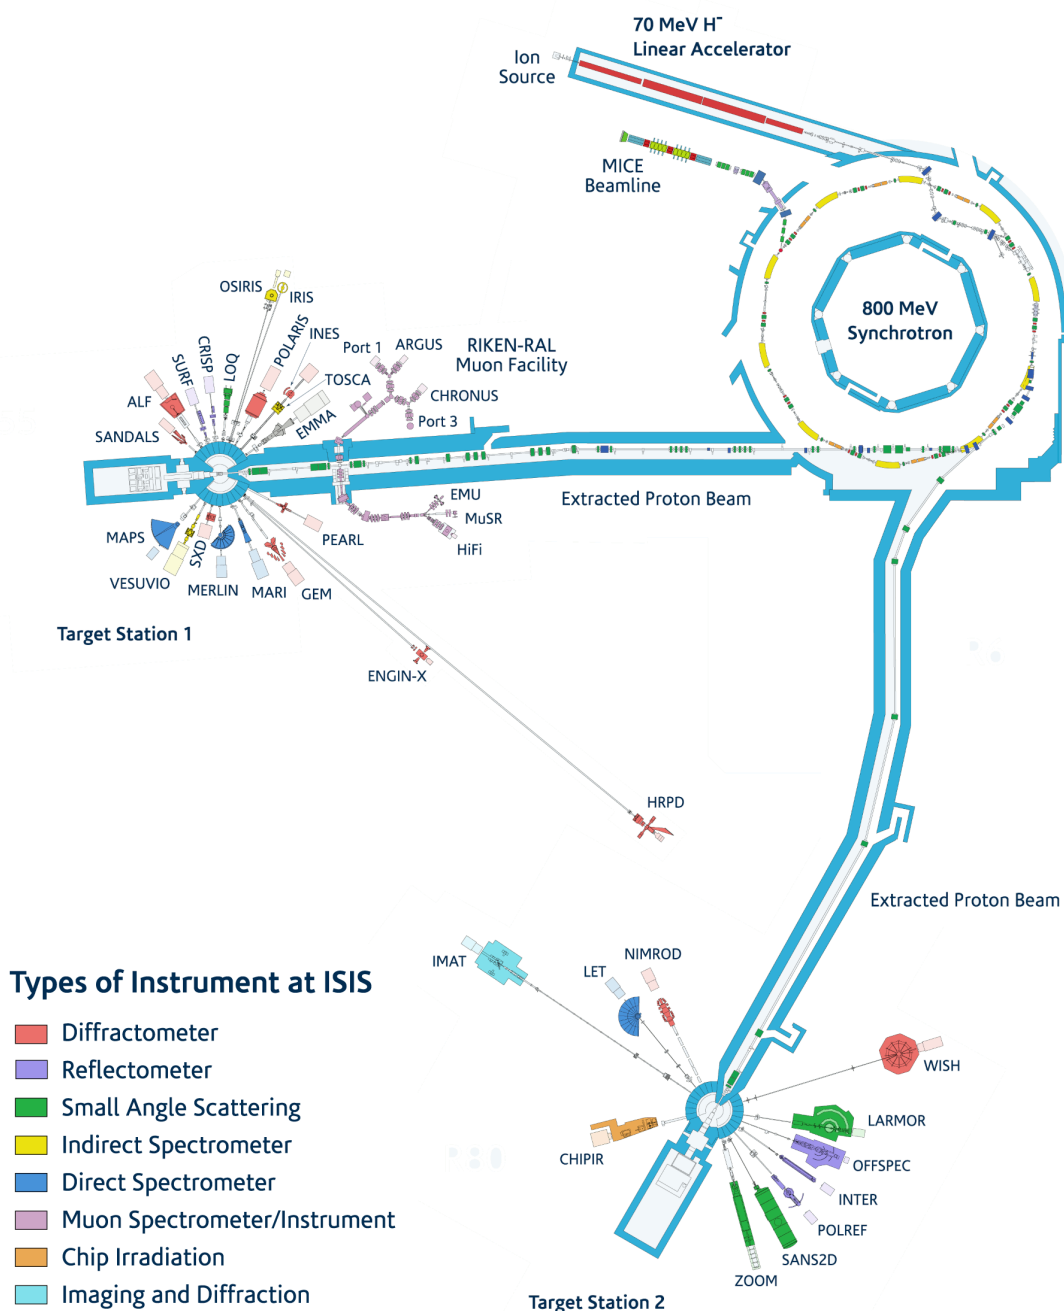 70 MeV H⁻
Linear Accelerator
Ion
Source
MICE
Beamline
800 MeV
Synchrotron
OSIRIS
IRIS
POLARIS
INES
TOSCA
EMMA
LOQ
CRISP
SURF
ALF
SANDALS
Port 1
ARGUS
RIKEN-RAL
Muon Facility
CHRONUS
Port 3
Extracted Proton Beam
EMU
MuSR
HiFi
PEARL
MAPS
VESUVIO
SXD
MERLIN
MARI
GEM
Target Station 1
ENGIN-X
HRPD
Extracted Proton Beam
IMAT
LET
NIMROD
WISH
LARMOR
OFFSPEC
INTER
POLREF
SANS2D
ZOOM
CHIPIR
Target Station 2
Types of Instrument at ISIS
Diffractometer
Reflectometer
Small Angle Scattering
Indirect Spectrometer
Direct Spectrometer
Muon Spectrometer/Instrument
Chip Irradiation
Imaging and Diffraction